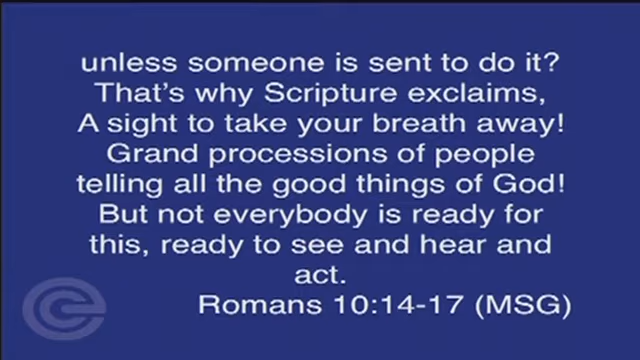 unless someone is sent to do it?
That's why Scripture exclaims,
A sight to take your breath away!
Grand processions of people
telling all the good things of God!
But not everybody is ready for
this, ready to see and hear and
act.
Romans 10:14-17 (MSG)